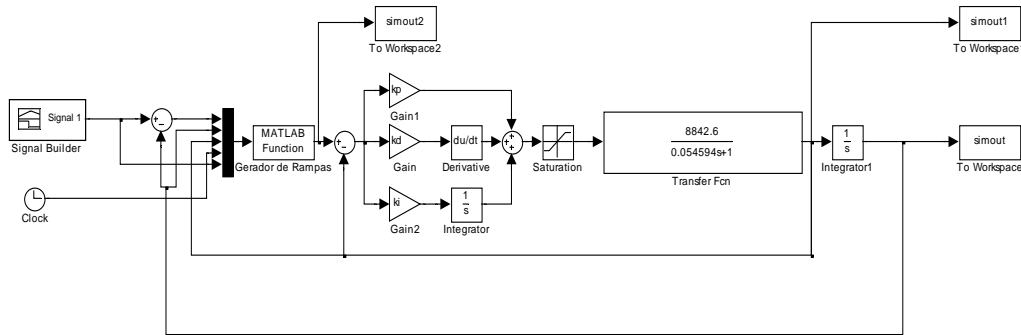 simout2
To Workspace2
simout1
To Workspace1
Signal 1
Signal Builder
+
-
MATLAB
Function
Gerador de Rampas
+
-
kp
Gain1
kd
Gain
du/dt
Derivative
+
+
+
Saturation
8842.6
0.054594s+1
Transfer Fcn
1
s
Integrator1
simout
To Workspace
Clock
ki
Gain2
1
s
Integrator